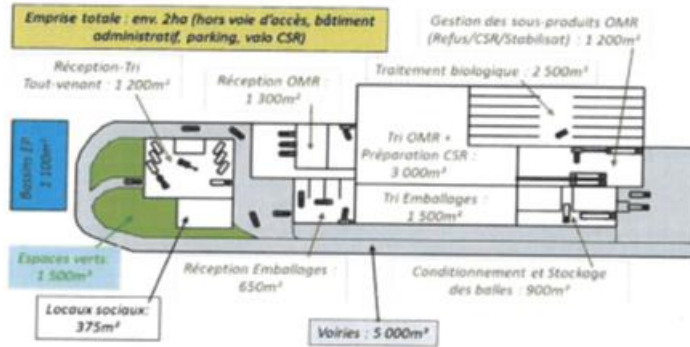 Emprise totale : env. 2ha (hors voie d'accès, bâtiment
administratif, parking, valo CSR)
Gestion des sous-produits OMR
(Refus/CSR/Stabilisat) : 1 200m²
Réception-Tri
Tout-venant : 1 200m²
Réception OMR :
1 300m²
Traitement biologique : 2 500m²
Bassins EP
1 100m²
Tri OMR +
Préparation CSR :
3 000m²
Tri Emballages :
1 500m²
Espaces verts
1 500m²
Réception Emballages :
650m²
Conditionnement et Stockage
des balles : 900m²
Locaux sociaux:
375m²
Voiries : 5 000m²